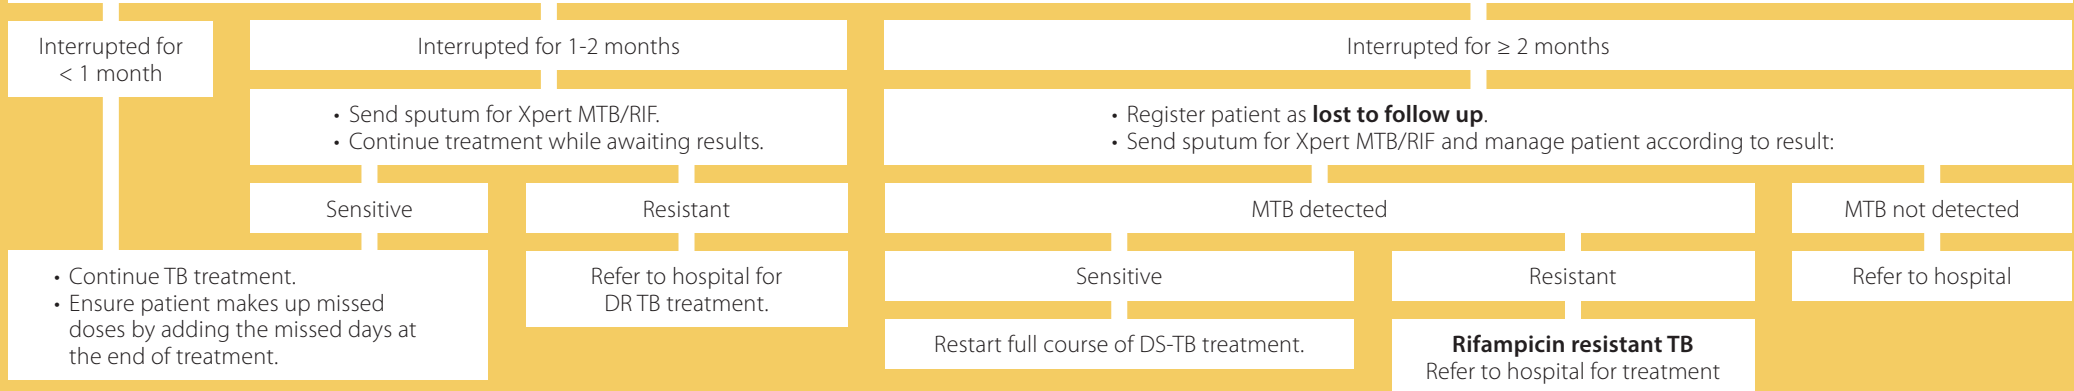 Interrupted for
< 1 month
Interrupted for 1-2 months
Interrupted for ≥ 2 months
• Send sputum for Xpert MTB/RIF.
• Continue treatment while awaiting results.
• Register patient as lost to follow up.
• Send sputum for Xpert MTB/RIF and manage patient according to result:
Sensitive
Resistant
MTB detected
MTB not detected
• Continue TB treatment.
• Ensure patient makes up missed
doses by adding the missed days at
the end of treatment.
Refer to hospital for
DR TB treatment.
Sensitive
Resistant
Refer to hospital
Restart full course of DS-TB treatment.
Rifampicin resistant TB
Refer to hospital for treatment